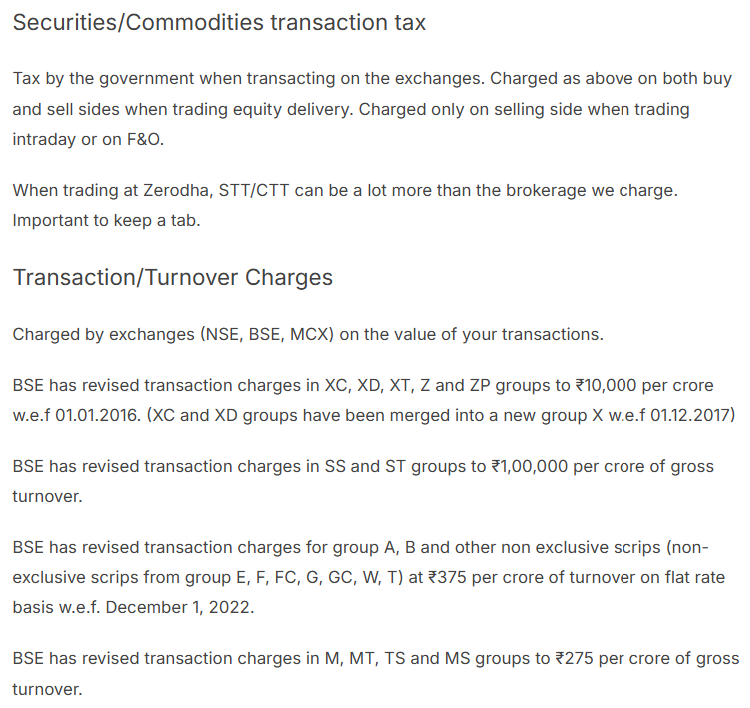 Securities/Commodities transaction tax
Tax by the government when transacting on the exchanges. Charged as above on both buy
and sell sides when trading equity delivery. Charged only on selling side when trading
intraday or on F&O.
When trading at Zerodha, STT/CTT can be a lot more than the brokerage we charge.
Important to keep a tab.
Transaction/Turnover Charges
Charged by exchanges (NSE, BSE, MCX) on the value of your transactions.
BSE has revised transaction charges in XC, XD, XT, Z and ZP groups to ₹10,000 per crore
w.e.f 01.01.2016. (XC and XD groups have been merged into a new group X w.e.f 01.12.2017)
BSE has revised transaction charges in SS and ST groups to ₹1,00,000 per crore of gross
turnover.
BSE has revised transaction charges for group A, B and other non exclusive scrips (non-
exclusive scrips from group E, F, FC, G, GC, W, T) at ₹375 per crore of turnover on flat rate
basis w.e.f. December 1, 2022.
BSE has revised transaction charges in M, MT, TS and MS groups to ₹275 per crore of gross
turnover.